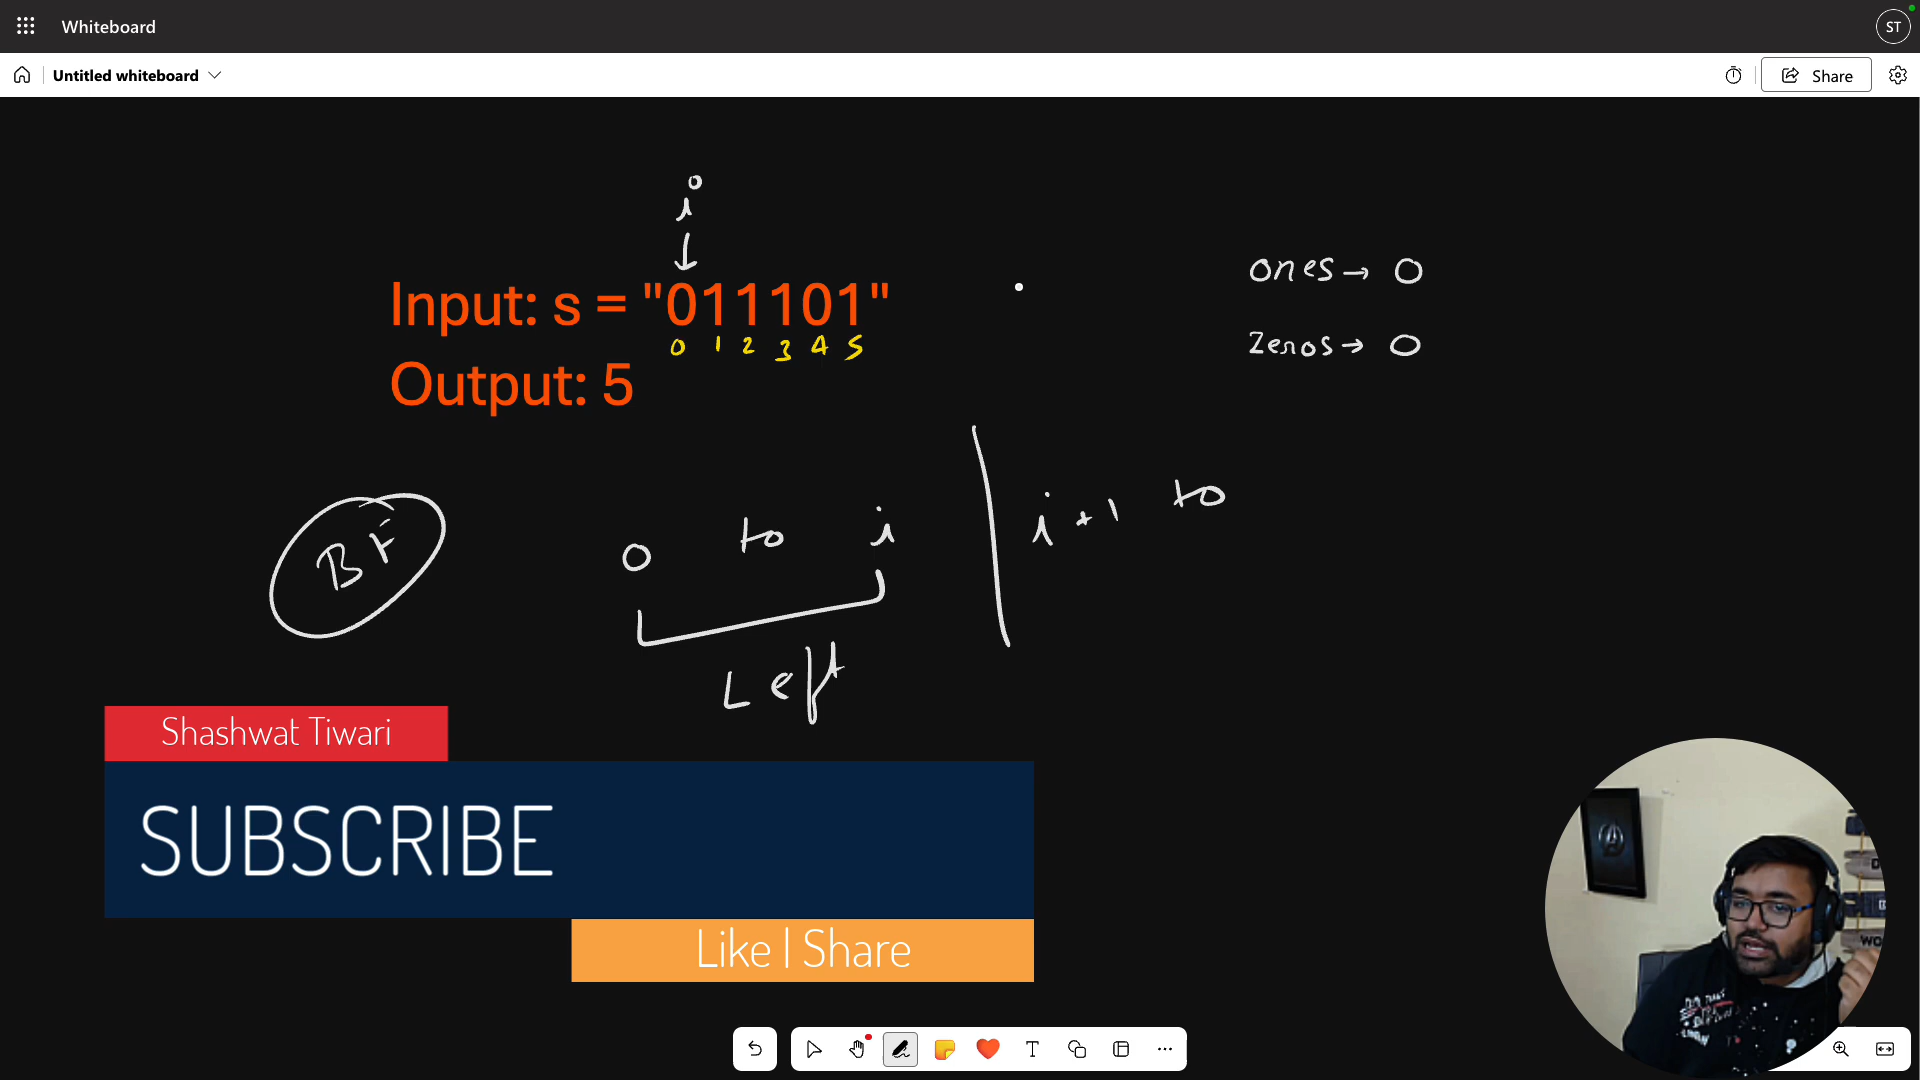 Whiteboard
ST
Untitled whiteboard
Share
i
Input: s = "011101"
0 1 2 3 4 5
Output: 5
ones → 0
zeros → 0
BF
0 to i
i+1 to
Left
Shashwat Tiwari
SUBSCRIBE
Like | Share
T